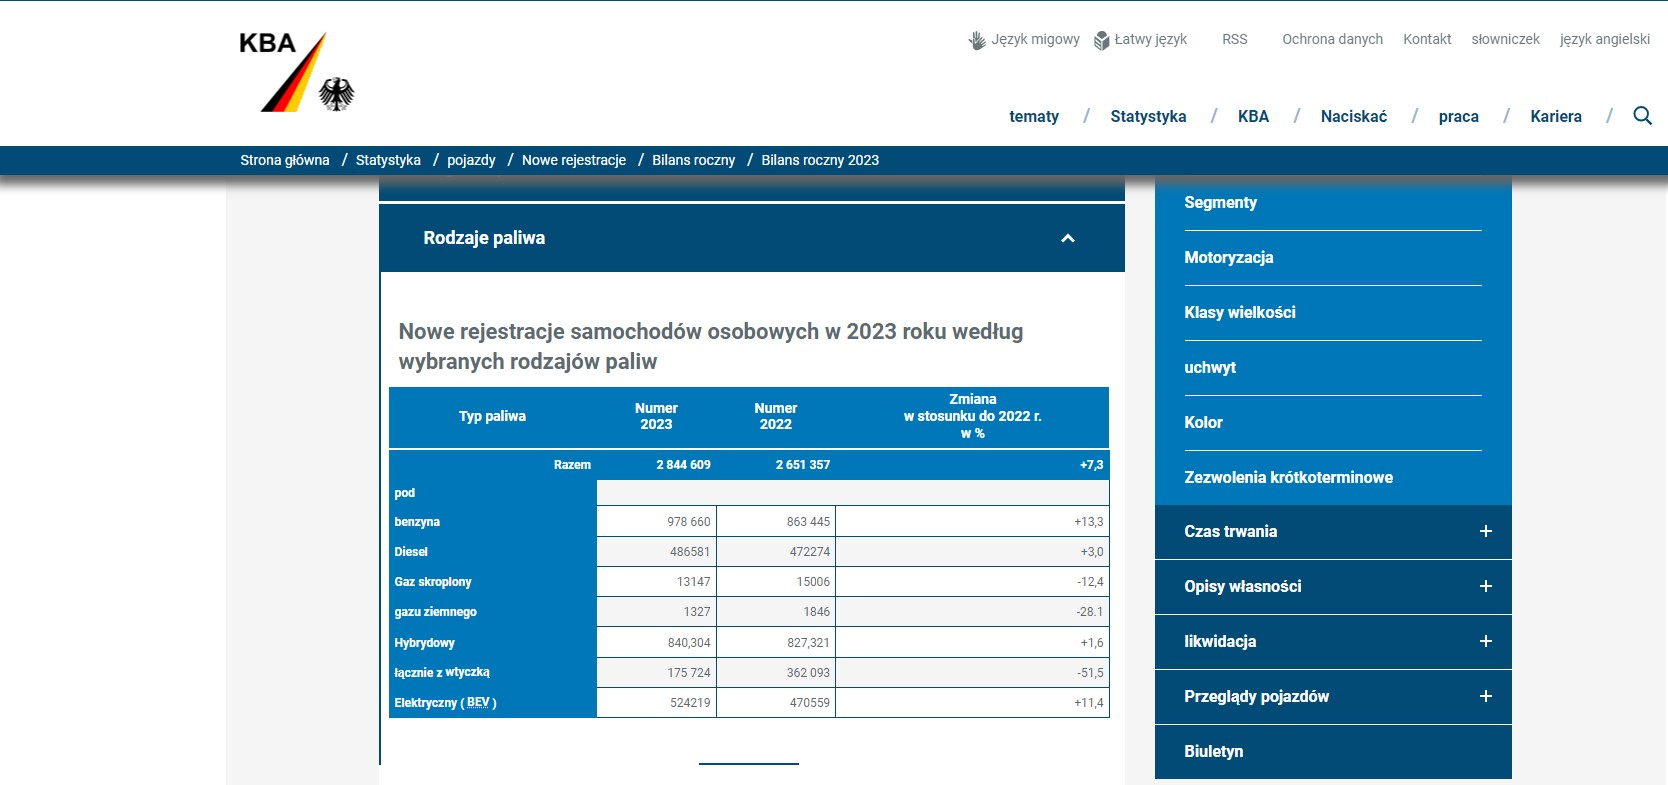 KBA
Język migowy Łatwy język RSS Ochrona danych Kontakt słowniczek język angielski
tematy / Statystyka / KBA / Naciskać / praca / Kariera /
Strona główna / Statystyka / pojazdy / Nowe rejestracje / Bilans roczny / Bilans roczny 2023
Rodzaje paliwa
Nowe rejestracje samochodów osobowych w 2023 roku według
wybranych rodzajów paliw
Typ paliwa Numer 2023 Numer 2022 Zmiana w stosunku do 2022 r. w %
Razem 2 844 609 2 651 357 +7,3
pod
benzyna 978 660 863 445 +13,3
Diesel 486581 472274 +3,0
Gaz skroplony 13147 15006 -12,4
gazu ziemnego 1327 1846 -28.1
Hybrydowy 840,304 827,321 +1,6
łącznie z wtyczką 175 724 362 093 -51,5
Elektryczny ( BEV ) 524219 470559 +11,4
Segmenty
Motoryzacja
Klasy wielkości
uchwyt
Kolor
Zezwolenia krótkoterminowe
Czas trwania +
Opisy własności +
likwidacja +
Przeglądy pojazdów +
Biuletyn